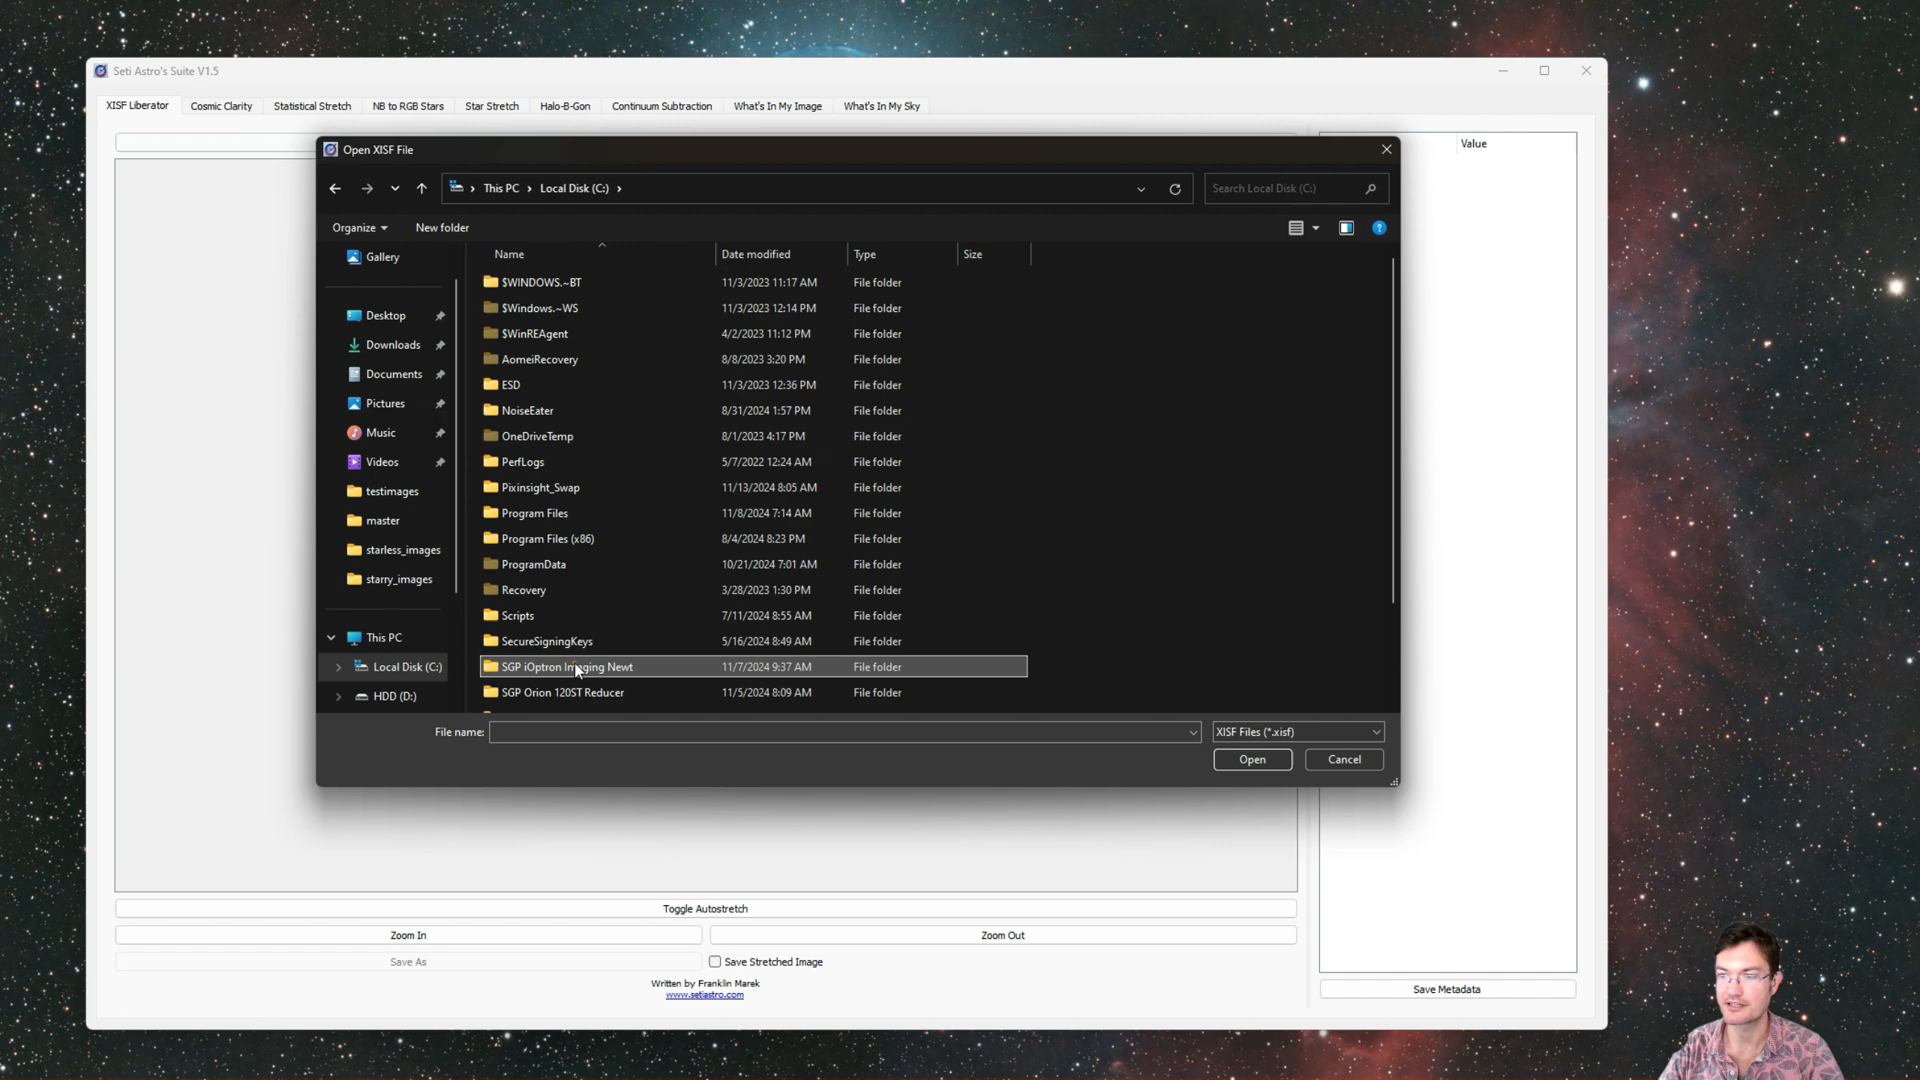 Seti Astro's Suite V1.5
XISF Liberator Cosmic Clarity Statistical Stretch NB to RGB Stars Star Stretch Halo-B-Gon Continuum Subtraction What's In My Image What's In My Sky
Value
Open XISF File
This PC Local Disk (C:)
Search Local Disk (C:)
Organize New folder
Name Date modified Type Size
Gallery
Desktop
Downloads
Documents
Pictures
Music
Videos
testimages
master
starless_images
starry_images
This PC
Local Disk (C:)
HDD (D:)
$WINDOWS.~BT 11/3/2023 11:17 AM File folder
$Windows.~WS 11/3/2023 12:14 PM File folder
$WinREAgent 4/2/2023 11:12 PM File folder
AomeiRecovery 8/8/2023 3:20 PM File folder
ESD 11/3/2023 12:36 PM File folder
NoiseEater 8/31/2024 1:57 PM File folder
OneDriveTemp 8/1/2023 4:17 PM File folder
PerfLogs 5/7/2022 12:24 AM File folder
Pixinsight_Swap 11/13/2024 8:05 AM File folder
Program Files 11/8/2024 7:14 AM File folder
Program Files (x86) 8/4/2024 8:23 PM File folder
ProgramData 10/21/2024 7:01 AM File folder
Recovery 3/28/2023 1:30 PM File folder
Scripts 7/11/2024 8:55 AM File folder
SecureSigningKeys 5/16/2024 8:49 AM File folder
SGP iOptron Imaging Newt 11/7/2024 9:37 AM File folder
SGP Orion 120ST Reducer 11/5/2024 8:09 AM File folder
File name: XISF Files (*.xisf)
Open Cancel
Toggle Autostretch
Zoom In Zoom Out
Save As Save Stretched Image
Written by Franklin Marek
www.setiastro.com
Save Metadata